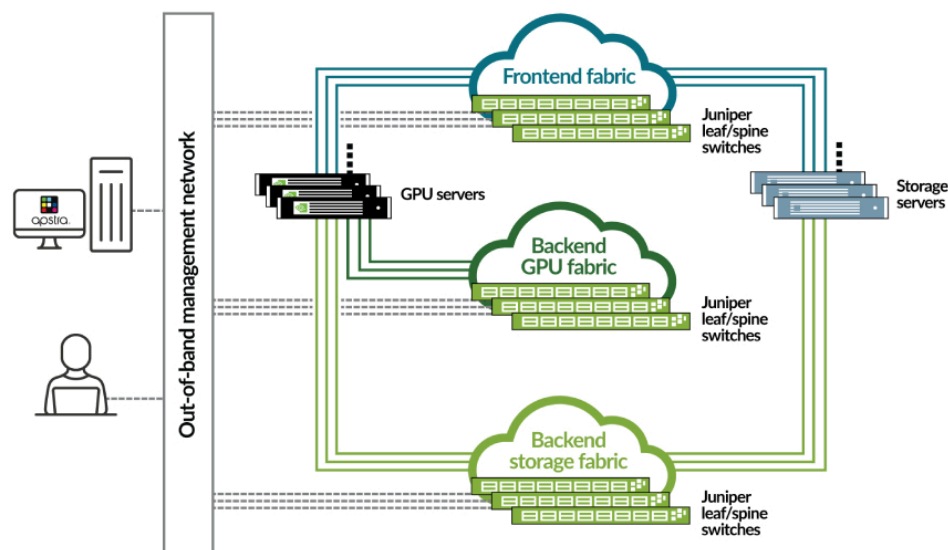 Frontend fabric
Juniper
leaf/spine
switches
GPU servers
Storage
servers
apstra
Out-of-band management network
Backend
GPU fabric
Juniper
leaf/spine
switches
Backend
storage fabric
Juniper
leaf/spine
switches